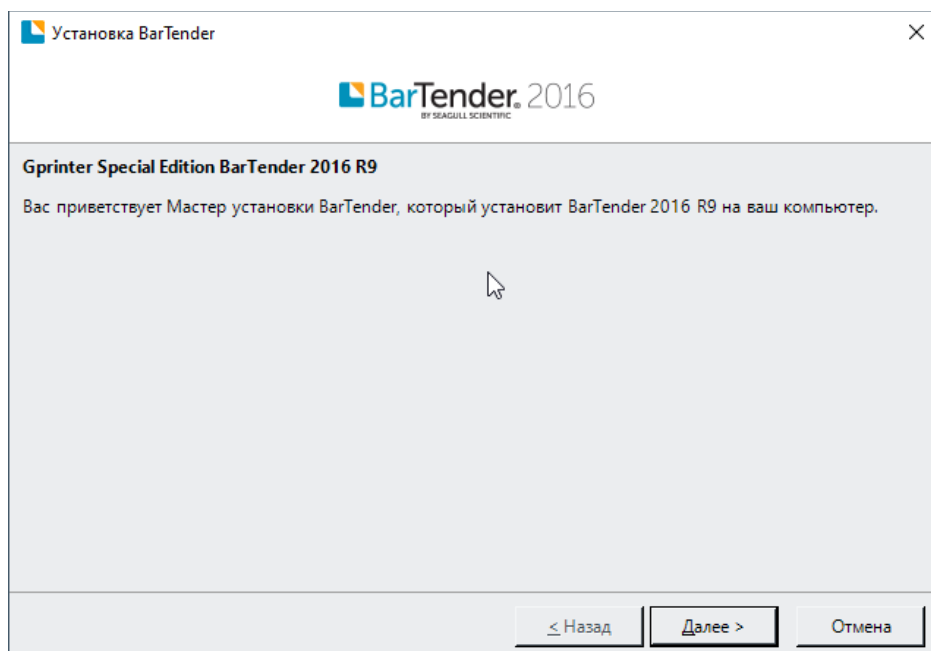 Установка BarTender
BarTender® 2016
BY SEAGULL SCIENTIFIC
Gprinter Special Edition BarTender 2016 R9
Вас приветствует Мастер установки BarTender, который установит BarTender 2016 R9 на ваш компьютер.
< Назад
Далее >
Отмена